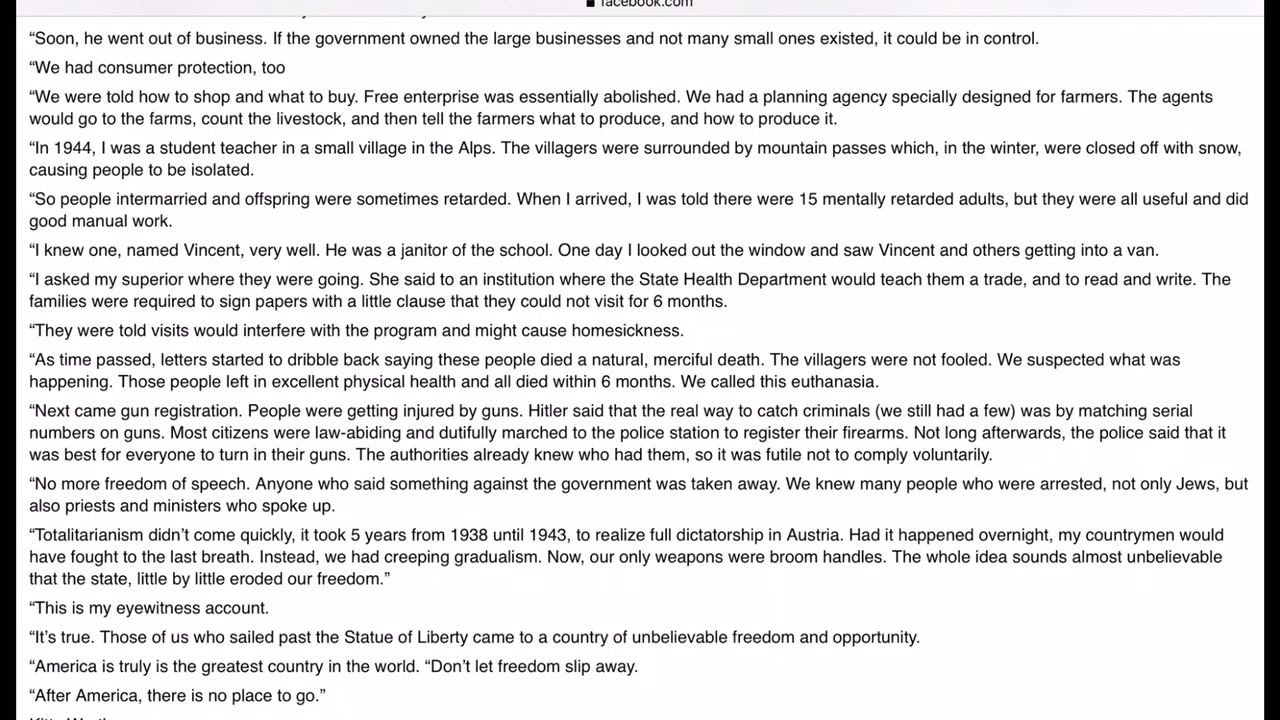 facebook.com
“Soon, he went out of business. If the government owned the large businesses and not many small ones existed, it could be in control.
“We had consumer protection, too
“We were told how to shop and what to buy. Free enterprise was essentially abolished. We had a planning agency specially designed for farmers. The agents
would go to the farms, count the livestock, and then tell the farmers what to produce, and how to produce it.
“In 1944, I was a student teacher in a small village in the Alps. The villagers were surrounded by mountain passes which, in the winter, were closed off with snow,
causing people to be isolated.
“So people intermarried and offspring were sometimes retarded. When I arrived, I was told there were 15 mentally retarded adults, but they were all useful and did
good manual work.
“I knew one, named Vincent, very well. He was a janitor of the school. One day I looked out the window and saw Vincent and others getting into a van.
“I asked my superior where they were going. She said to an institution where the State Health Department would teach them a trade, and to read and write. The
families were required to sign papers with a little clause that they could not visit for 6 months.
“They were told visits would interfere with the program and might cause homesickness.
“As time passed, letters started to dribble back saying these people died a natural, merciful death. The villagers were not fooled. We suspected what was
happening. Those people left in excellent physical health and all died within 6 months. We called this euthanasia.
“Next came gun registration. People were getting injured by guns. Hitler said that the real way to catch criminals (we still had a few) was by matching serial
numbers on guns. Most citizens were law-abiding and dutifully marched to the police station to register their firearms. Not long afterwards, the police said that it
was best for everyone to turn in their guns. The authorities already knew who had them, so it was futile not to comply voluntarily.
“No more freedom of speech. Anyone who said something against the government was taken away. We knew many people who were arrested, not only Jews, but
also priests and ministers who spoke up.
“Totalitarianism didn’t come quickly, it took 5 years from 1938 until 1943, to realize full dictatorship in Austria. Had it happened overnight, my countrymen would
have fought to the last breath. Instead, we had creeping gradualism. Now, our only weapons were broom handles. The whole idea sounds almost unbelievable
that the state, little by little eroded our freedom.”
“This is my eyewitness account.
“It’s true. Those of us who sailed past the Statue of Liberty came to a country of unbelievable freedom and opportunity.
“America is truly is the greatest country in the world. “Don’t let freedom slip away.
“After America, there is no place to go.”